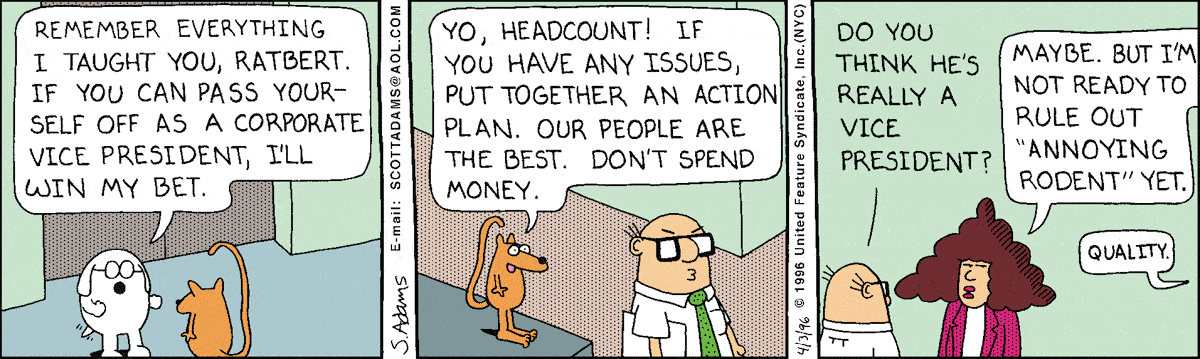 REMEMBER EVERYTHING
I TAUGHT YOU, RATBERT.
IF YOU CAN PASS YOUR-
SELF OFF AS A CORPORATE
VICE PRESIDENT, I'LL
WIN MY BET.
S. Adams
E-mail: SCOTTADAMS@AOL.COM
YO, HEADCOUNT! IF
YOU HAVE ANY ISSUES,
PUT TOGETHER AN ACTION
PLAN. OUR PEOPLE ARE
THE BEST. DON'T SPEND
MONEY.
4/3/96 © 1996 United Feature Syndicate, Inc.(NYC)
DO YOU
THINK HE'S
REALLY A
VICE
PRESIDENT?
MAYBE. BUT I'M
NOT READY TO
RULE OUT
"ANNOYING
RODENT" YET.
QUALITY.